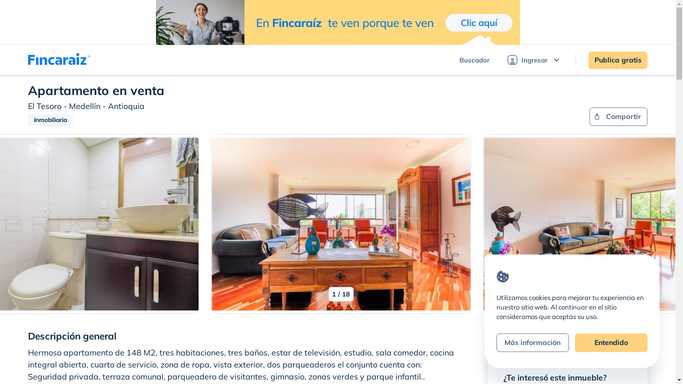 En Fincaraíz te ven porque te ven
Clic aquí
Fincaraiz
Buscador
Ingresar
Publica gratis
Apartamento en venta
El Tesoro - Medellín - Antioquia
Inmobiliaria
Compartir
1 / 18
Utilizamos cookies para mejorar tu experiencia en
nuestro sitio web. Al continuar en el sitio
consideramos que aceptas su uso.
Más información
Entendido
Descripción general
Hermoso apartamento de 148 M2, tres habitaciones, tres baños, estar de televisión, estudio, sala comedor, cocina
integral abierta, cuarto de servicio, zona de ropa, vista exterior, dos parqueaderos el conjunto cuenta con:
Seguridad privada, terraza comunal, parqueadero de visitantes, gimnasio, zonas verdes y parque infantil..
¿Te interesó este inmueble?